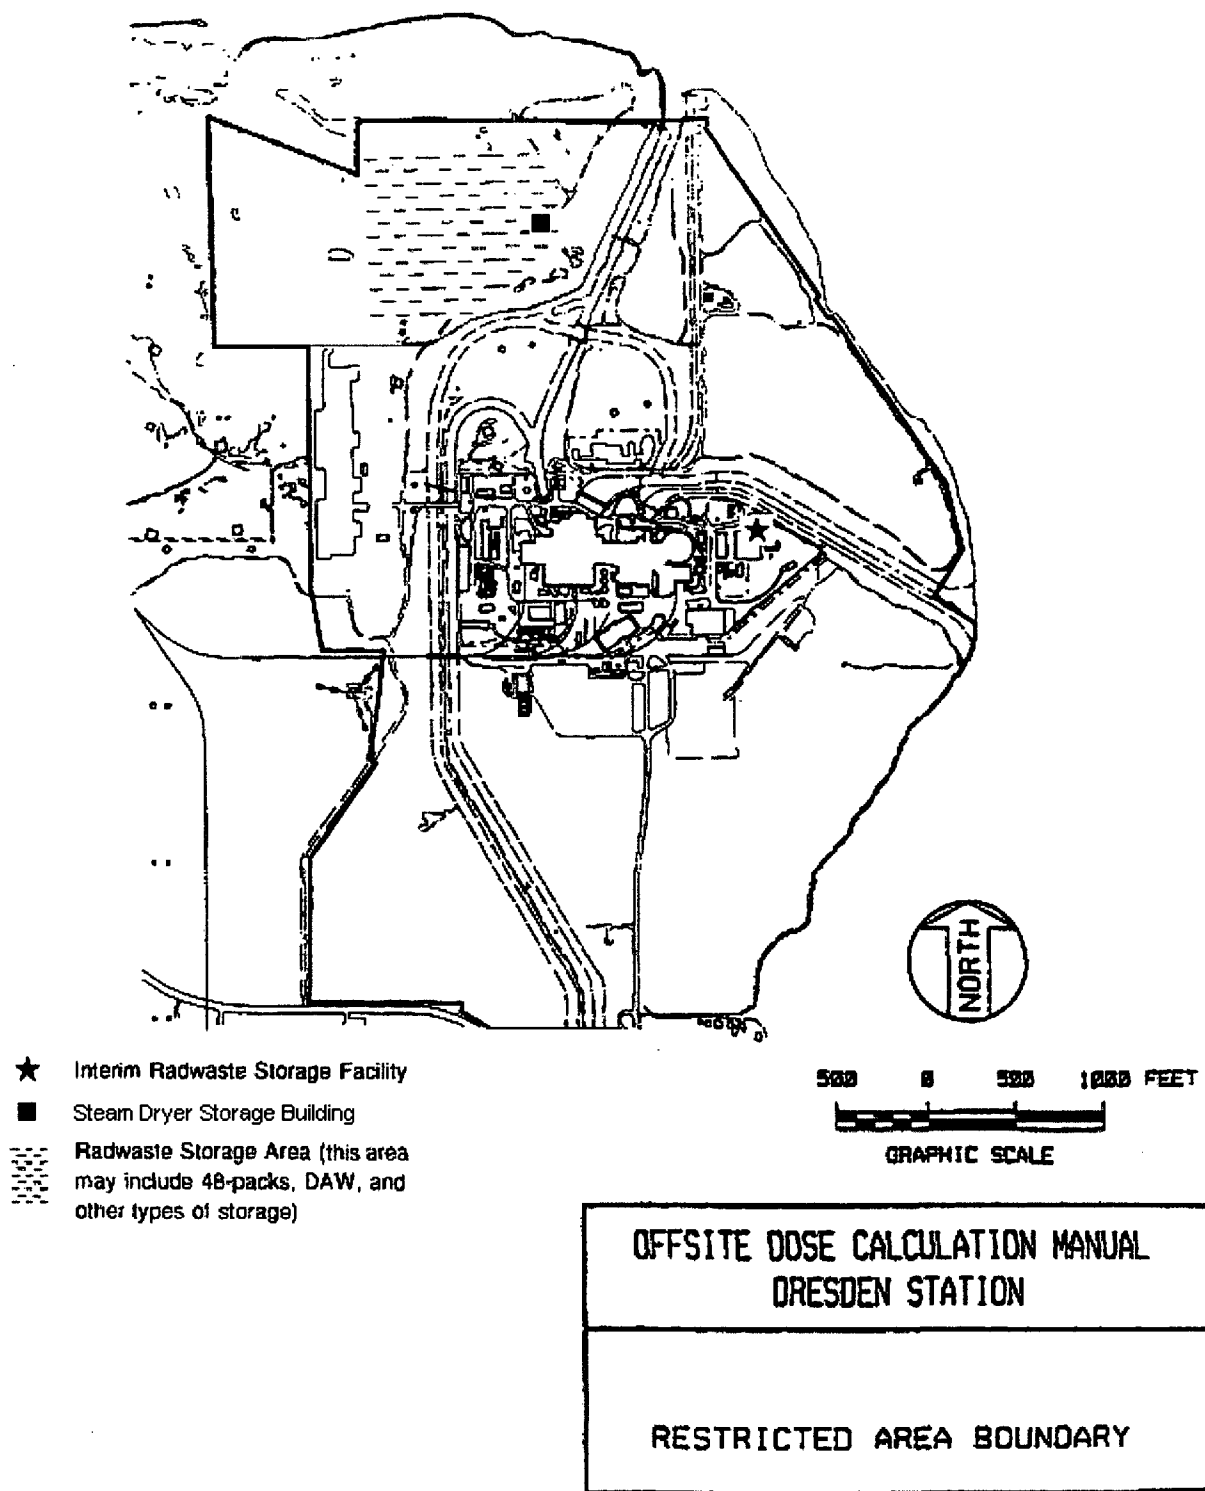 NORTH
★ Interim Radwaste Storage Facility
■ Steam Dryer Storage Building
Radwaste Storage Area (this area
may include 48-packs, DAW, and
other types of storage)
500 0 500 1000 FEET
GRAPHIC SCALE
OFFSITE DOSE CALCULATION MANUAL
DRESDEN STATION
RESTRICTED AREA BOUNDARY